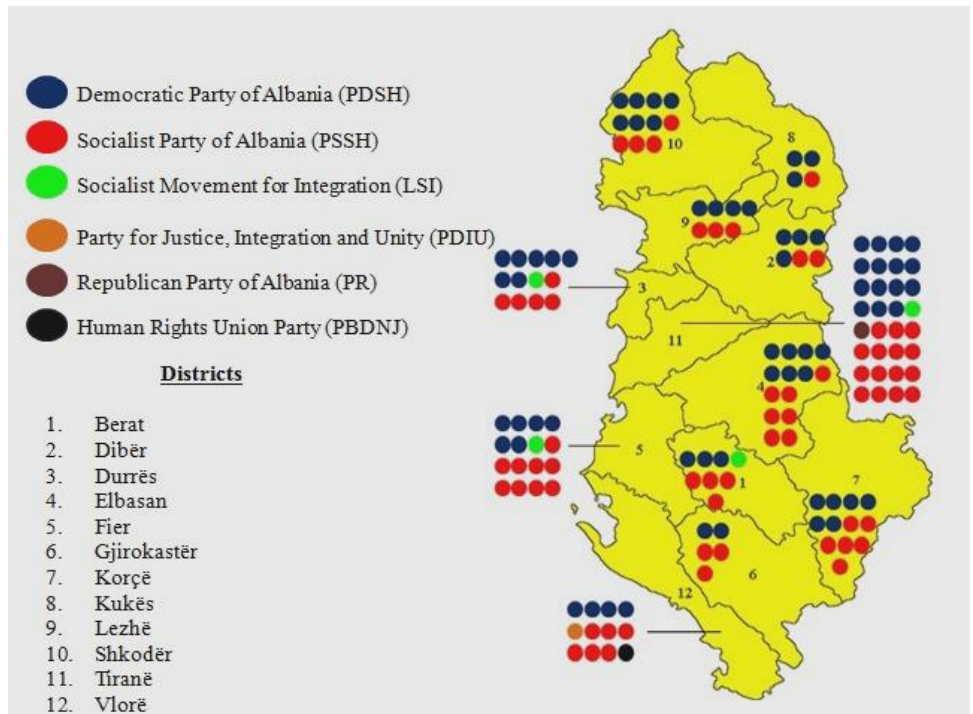 Democratic Party of Albania (PDSH)
Socialist Party of Albania (PSSH)
Socialist Movement for Integration (LSI)
Party for Justice, Integration and Unity (PDIU)
Republican Party of Albania (PR)
Human Rights Union Party (PBDNJ)
Districts
1. Berat
2. Dibër
3. Durrës
4. Elbasan
5. Fier
6. Gjirokastër
7. Korçë
8. Kukës
9. Lezhë
10. Shkodër
11. Tiranë
12. Vlorë
10
8
9
2
3
11
4
5
1
7
6
12